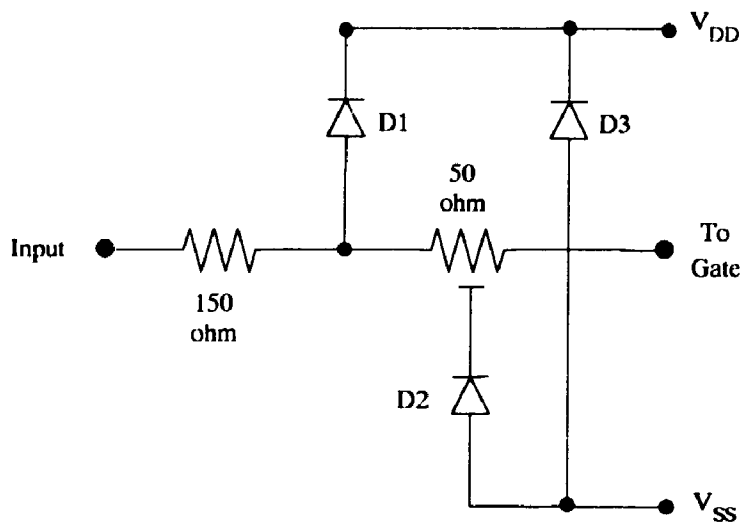 V_DD
D1
D3
50
ohm
Input
To
Gate
150
ohm
D2
V_SS